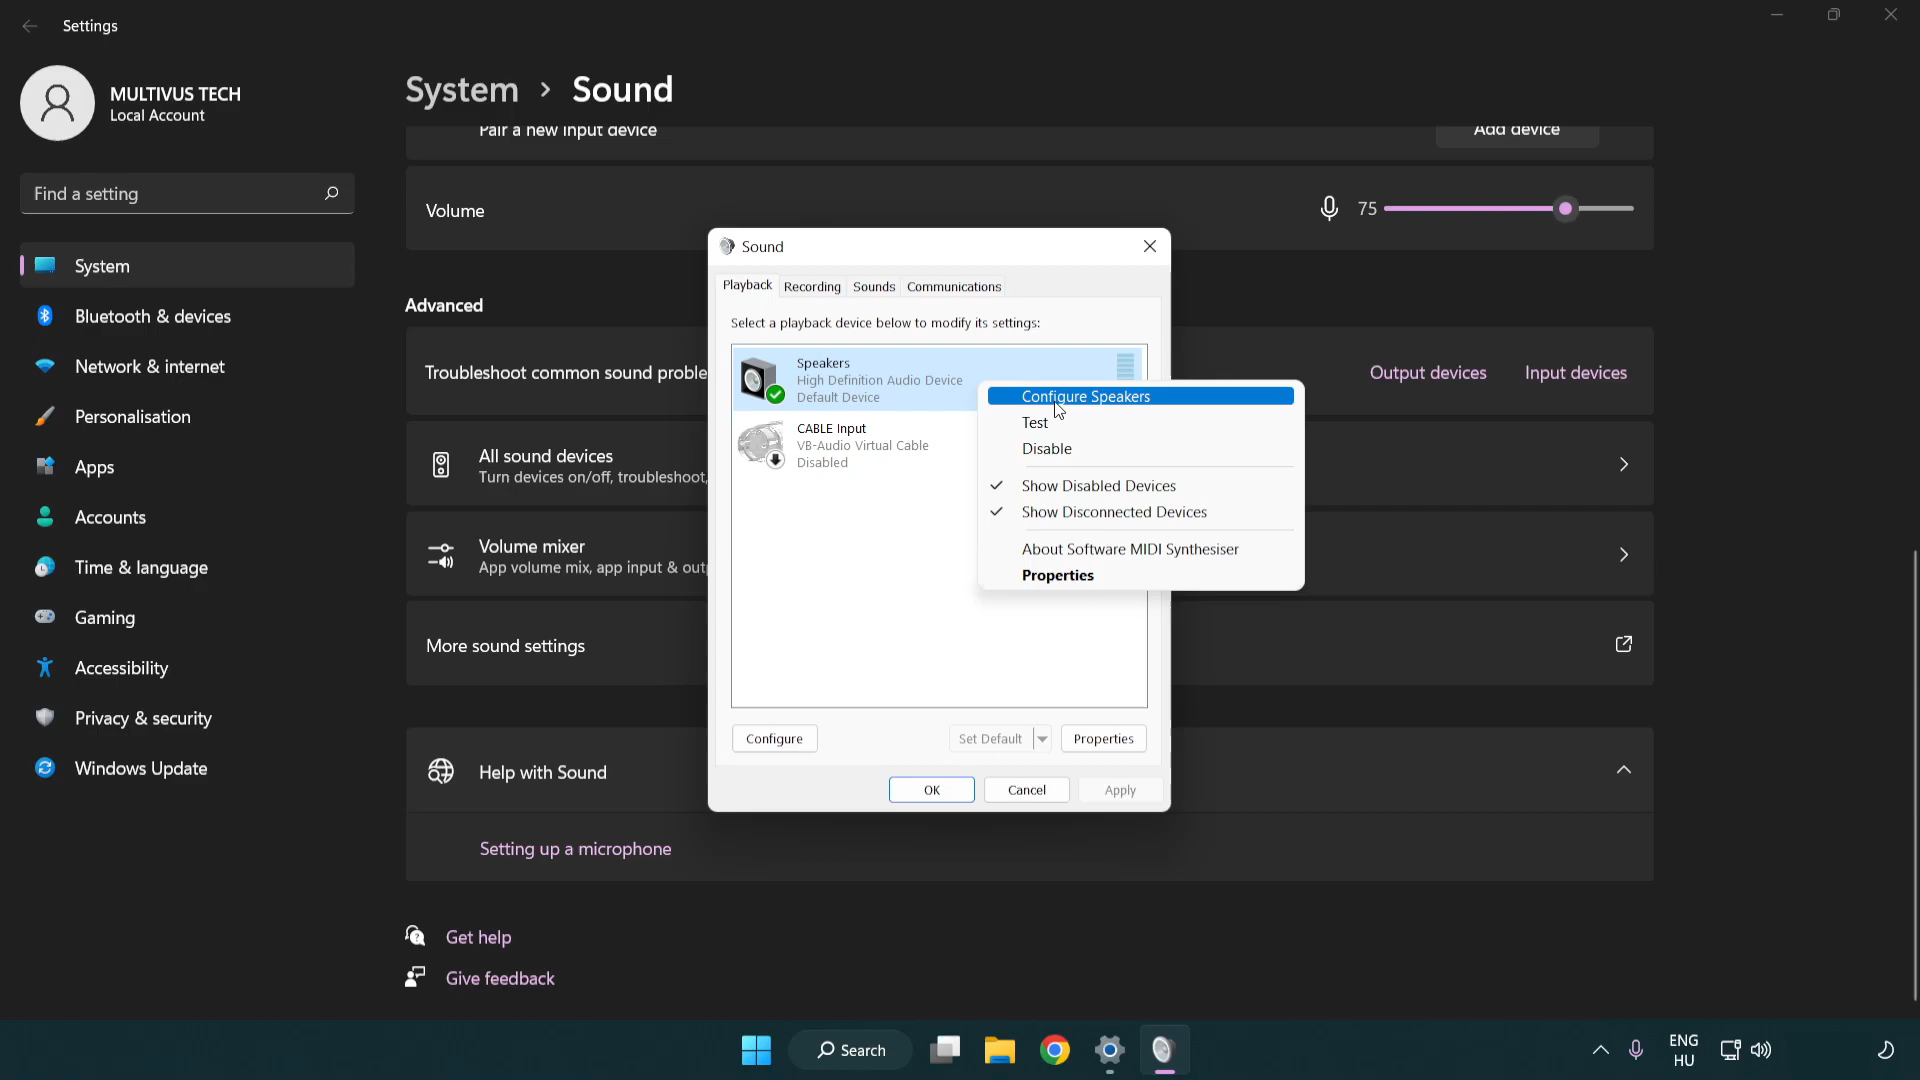 Settings
MULTIVUS TECH
Local Account
Find a setting
System
Bluetooth & devices
Network & internet
Personalisation
Apps
Accounts
Time & language
Gaming
Accessibility
Privacy & security
Windows Update
System > Sound
Pair a new input device
Add device
Volume
75
Advanced
Troubleshoot common sound proble
Output devices
Input devices
All sound devices
Turn devices on/off, troubleshoot,
Volume mixer
App volume mix, app input & outp
More sound settings
Help with Sound
Setting up a microphone
Get help
Give feedback
Sound
Playback Recording Sounds Communications
Select a playback device below to modify its settings:
Speakers
High Definition Audio Device
Default Device
CABLE Input
VB-Audio Virtual Cable
Disabled
Configure Speakers
Test
Disable
Show Disabled Devices
Show Disconnected Devices
About Software MIDI Synthesiser
Properties
Configure
Set Default
Properties
OK
Cancel
Apply
Search
ENG
HU